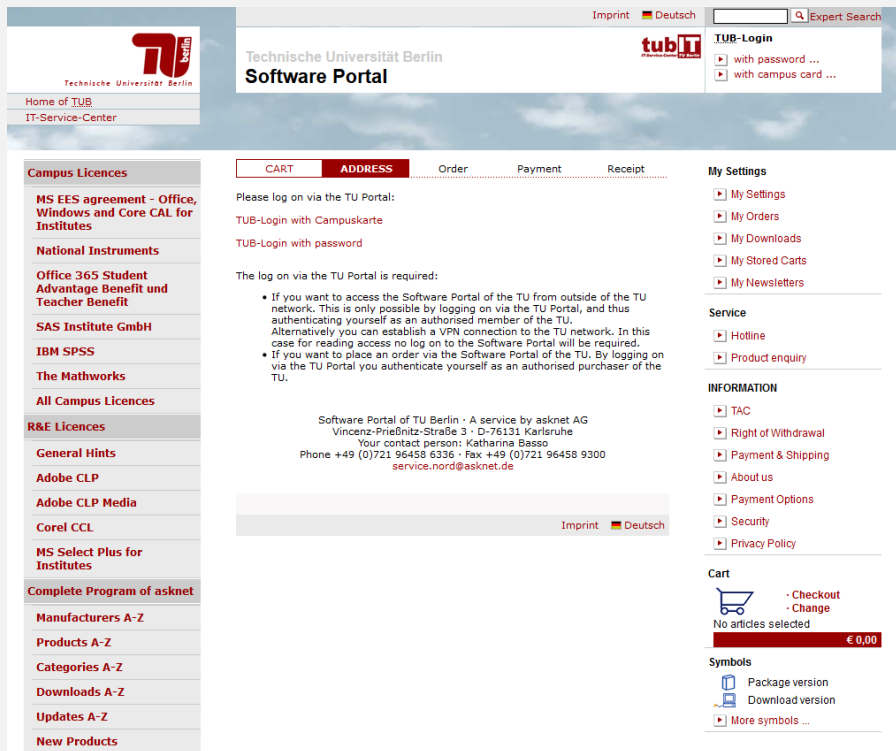 Imprint
Deutsch
Expert Search
TU berlin
Technische Universität Berlin
Home of TUB
IT-Service-Center
Technische Universität Berlin
Software Portal
tubIT
IT-Service-Center TU Berlin
TUB-Login
with password ...
with campus card ...
Campus Licences
MS EES agreement - Office,
Windows and Core CAL for
Institutes
National Instruments
Office 365 Student
Advantage Benefit und
Teacher Benefit
SAS Institute GmbH
IBM SPSS
The Mathworks
All Campus Licences
R&E Licences
General Hints
Adobe CLP
Adobe CLP Media
Corel CCL
MS Select Plus for
Institutes
Complete Program of asknet
Manufacturers A-Z
Products A-Z
Categories A-Z
Downloads A-Z
Updates A-Z
New Products
CART ADDRESS Order Payment Receipt
Please log on via the TU Portal:
TUB-Login with Campuskarte
TUB-Login with password
The log on via the TU Portal is required:
• If you want to access the Software Portal of the TU from outside of the TU
network. This is only possible by logging on via the TU Portal, and thus
authenticating yourself as an authorised member of the TU.
Alternatively you can establish a VPN connection to the TU network. In this
case for reading access no log on to the Software Portal will be required.
• If you want to place an order via the Software Portal of the TU. By logging on
via the TU Portal you authenticate yourself as an authorised purchaser of the
TU.
Software Portal of TU Berlin · A service by asknet AG
Vincenz-Prießnitz-Straße 3 · D-76131 Karlsruhe
Your contact person: Katharina Basso
Phone +49 (0)721 96458 6336 · Fax +49 (0)721 96458 9300
service.nord@asknet.de
Imprint
Deutsch
My Settings
My Settings
My Orders
My Downloads
My Stored Carts
My Newsletters
Service
Hotline
Product enquiry
INFORMATION
TAC
Right of Withdrawal
Payment & Shipping
About us
Payment Options
Security
Privacy Policy
Cart
· Checkout
· Change
No articles selected
€ 0,00
Symbols
Package version
Download version
More symbols ...